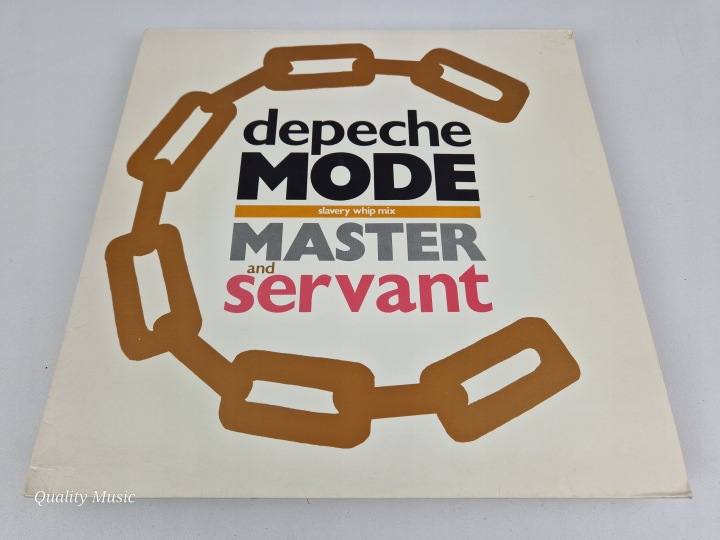 depeche
MODE
slavery whip mix
MASTER
and
servant
Quality Music